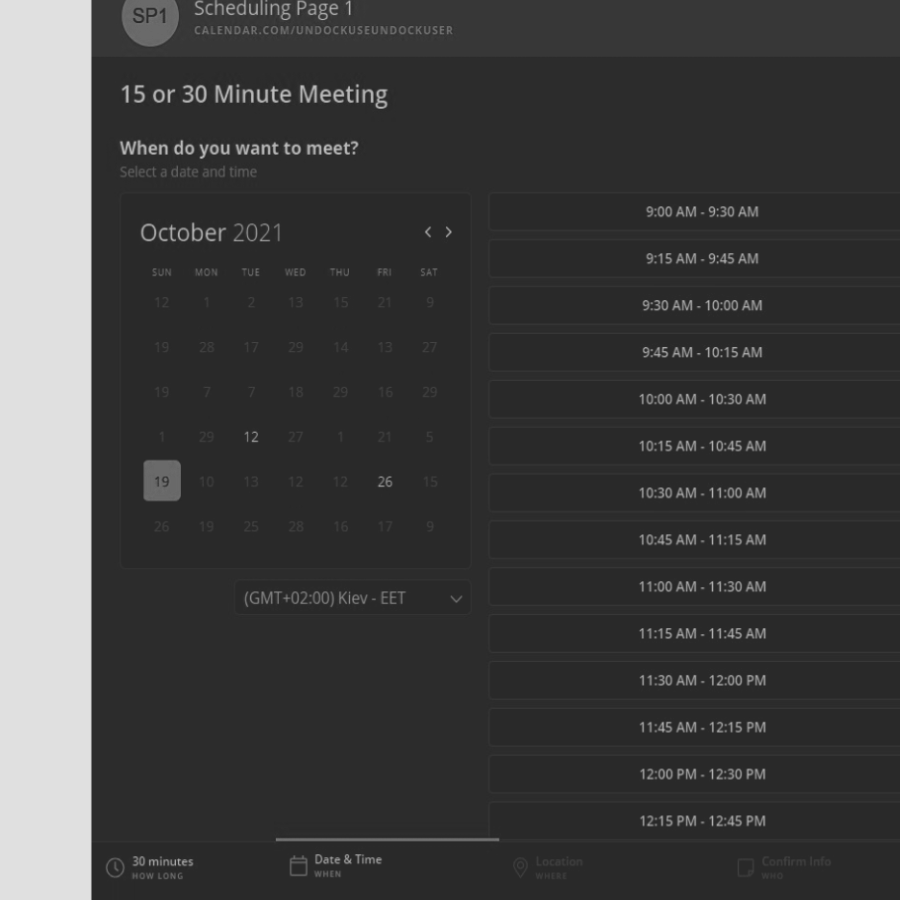 SP1
Scheduling Page 1
CALENDAR.COM/UNDOCKUSEUNDOCKUSER
15 or 30 Minute Meeting
When do you want to meet?
Select a date and time
October 2021
SUN MON TUE WED THU FRI SAT
12 1 2 13 15 21 9
19 28 17 29 14 13 27
19 7 7 18 29 16 29
1 29 12 27 1 21 5
19 10 13 12 12 26 15
26 19 25 28 16 17 9
(GMT+02:00) Kiev - EET
9:00 AM - 9:30 AM
9:15 AM - 9:45 AM
9:30 AM - 10:00 AM
9:45 AM - 10:15 AM
10:00 AM - 10:30 AM
10:15 AM - 10:45 AM
10:30 AM - 11:00 AM
10:45 AM - 11:15 AM
11:00 AM - 11:30 AM
11:15 AM - 11:45 AM
11:30 AM - 12:00 PM
11:45 AM - 12:15 PM
12:00 PM - 12:30 PM
12:15 PM - 12:45 PM
30 minutes
HOW LONG
Date & Time
WHEN
Location
WHERE
Confirm Info
WHO